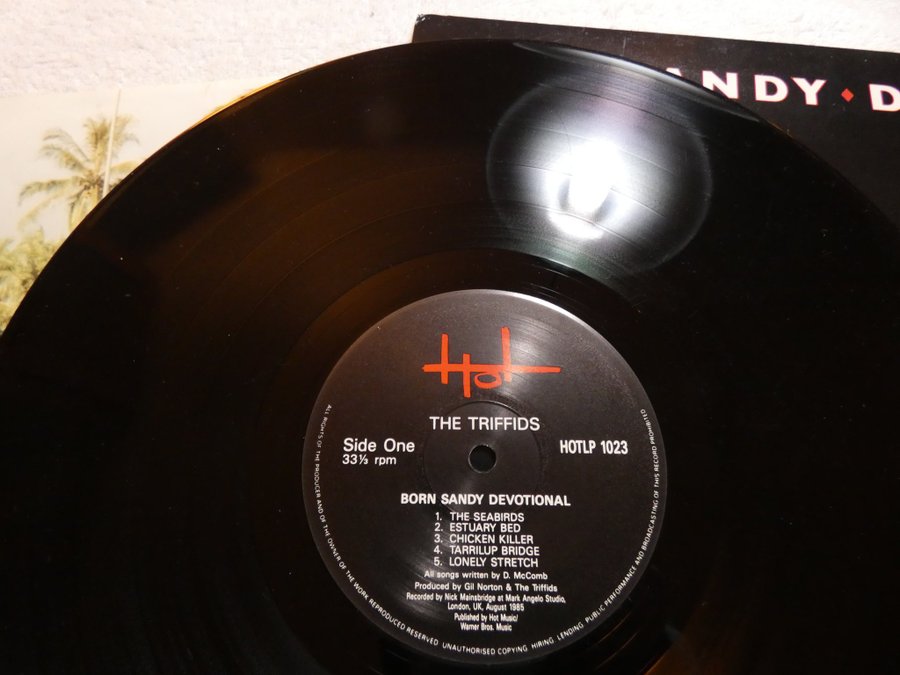 ANDY • D
Hot
THE TRIFFIDS
Side One
33⅓ rpm
HOTLP 1023
BORN SANDY DEVOTIONAL
1. THE SEABIRDS
2. ESTUARY BED
3. CHICKEN KILLER
4. TARRILUP BRIDGE
5. LONELY STRETCH
All songs written by D. McComb
Produced by Gil Norton & The Triffids
Recorded by Nick Mainsbridge at Mark Angelo Studio,
London, UK, August 1985
Published by Hot Music/
Warner Bros. Music
ALL RIGHTS OF THE PRODUCER AND OF THE OWNER OF THE WORK REPRODUCED RESERVED UNAUTHORISED COPYING, HIRING, LENDING, PUBLIC PERFORMANCE AND BROADCASTING OF THIS RECORD PROHIBITED